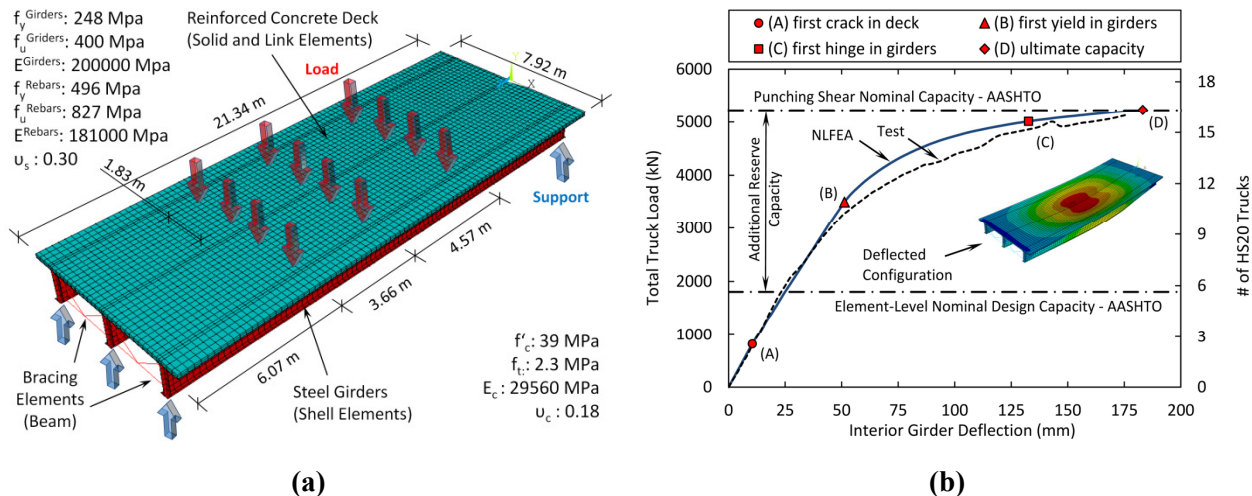 f_y^Girders: 248 Mpa
f_u^Girders: 400 Mpa
E^Girders: 200000 Mpa
f_y^Rebars: 496 Mpa
f_u^Rebars: 827 Mpa
E^Rebars: 181000 Mpa
υ_s : 0.30
Reinforced Concrete Deck
(Solid and Link Elements)
Load
21.34 m
7.92 m
Y
X
1.83 m
Support
4.57 m
3.66 m
6.07 m
Bracing
Elements
(Beam)
Steel Girders
(Shell Elements)
f'_c: 39 MPa
f_t: 2.3 MPa
E_c: 29560 MPa
υ_c: 0.18
(a)
(A) first crack in deck
(B) first yield in girders
(C) first hinge in girders
(D) ultimate capacity
Total Truck Load (kN)
6000
5000
4000
3000
2000
1000
0
Punching Shear Nominal Capacity - AASHTO
NLFEA
Test
(A)
(B)
(C)
(D)
Additional Reserve
Capacity
Deflected
Configuration
Element-Level Nominal Design Capacity - AASHTO
18
15
12
9
6
3
0
# of HS20 Trucks
0
25
50
75
100
125
150
175
200
Interior Girder Deflection (mm)
(b)